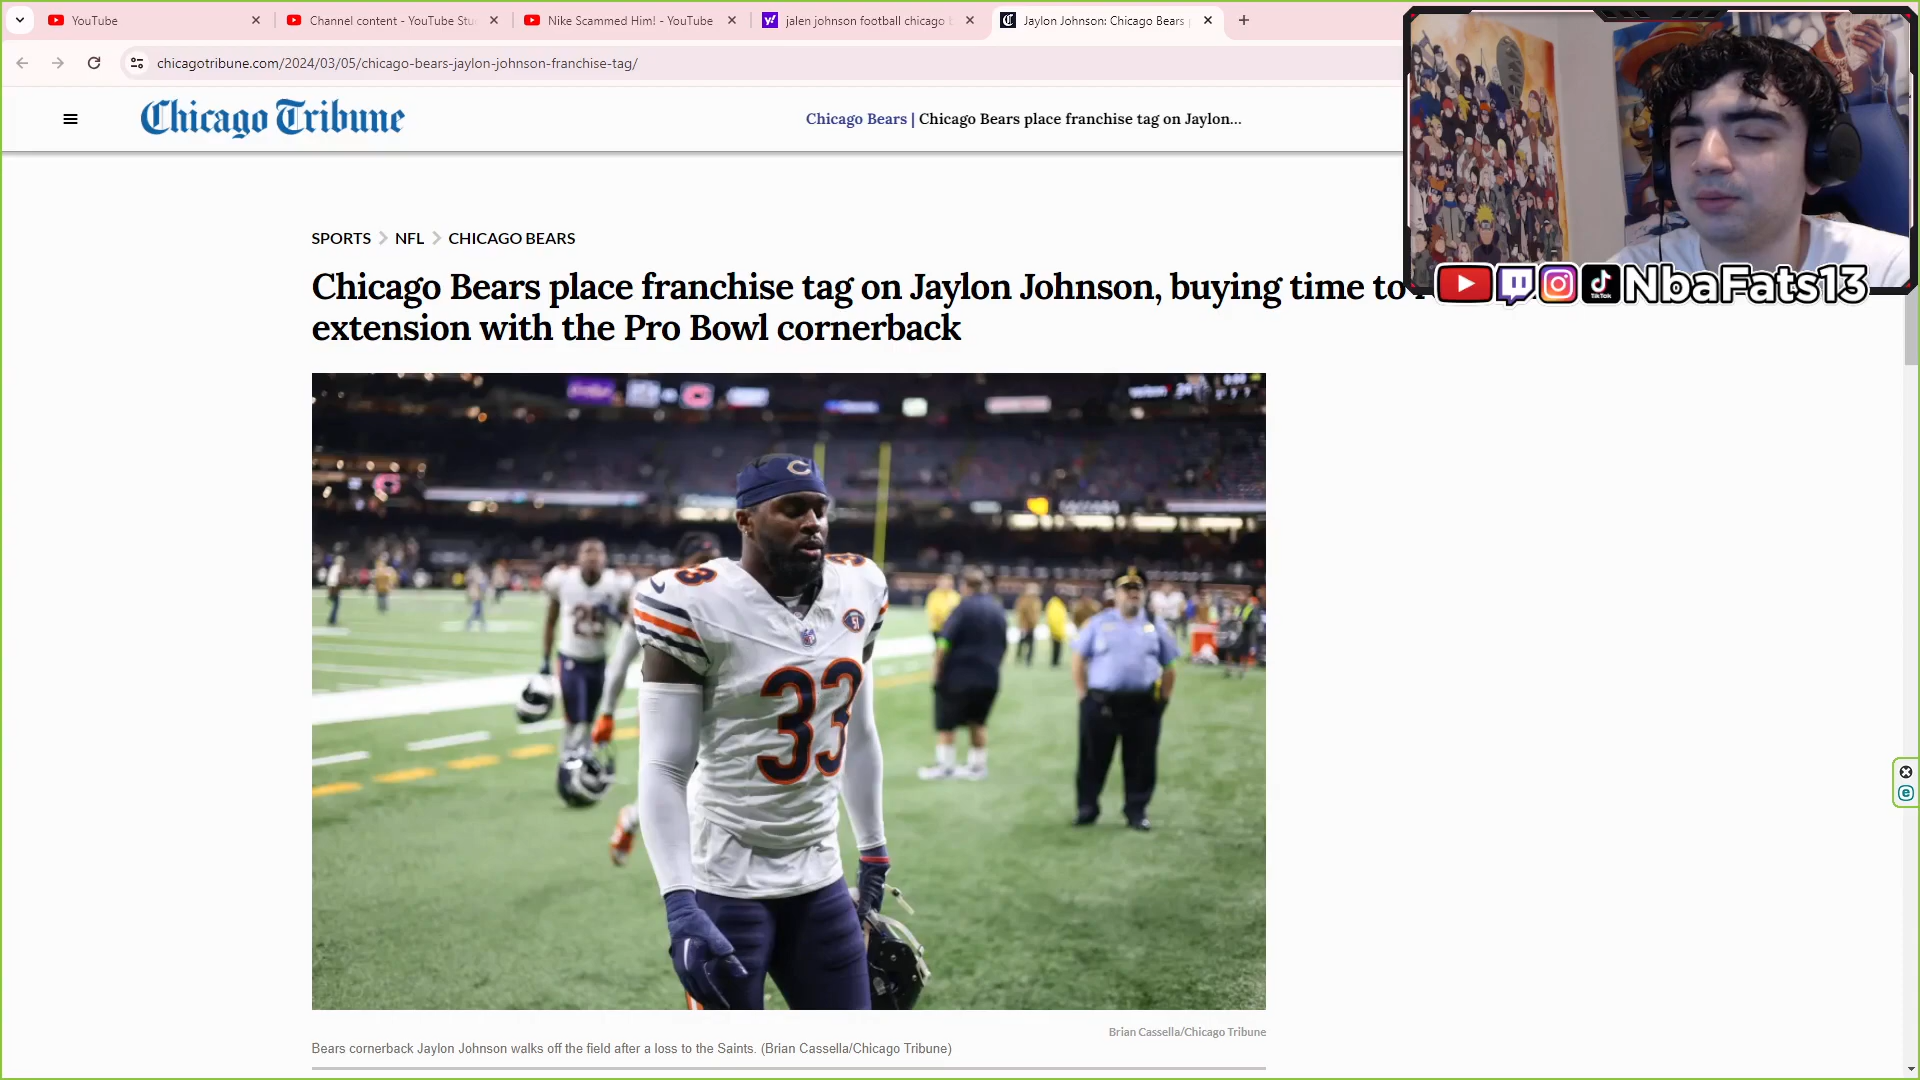 YouTube
Channel content - YouTube Stu
Nike Scammed Him! - YouTube
jalen johnson football chicago b
Jaylon Johnson: Chicago Bears p
chicagotribune.com/2024/03/05/chicago-bears-jaylon-johnson-franchise-tag/
Chicago Tribune
Chicago Bears | Chicago Bears place franchise tag on Jaylon...
NbaFats13
TikTok
SPORTS > NFL > CHICAGO BEARS
Chicago Bears place franchise tag on Jaylon Johnson, buying time to
extension with the Pro Bowl cornerback
33
33
Brian Cassella/Chicago Tribune
Bears cornerback Jaylon Johnson walks off the field after a loss to the Saints. (Brian Cassella/Chicago Tribune)